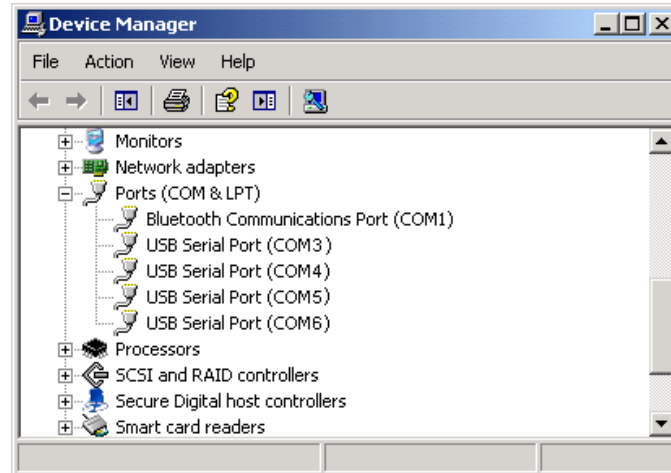 Device Manager
File Action View Help
Monitors
Network adapters
Ports (COM & LPT)
Bluetooth Communications Port (COM1)
USB Serial Port (COM3)
USB Serial Port (COM4)
USB Serial Port (COM5)
USB Serial Port (COM6)
Processors
SCSI and RAID controllers
Secure Digital host controllers
Smart card readers